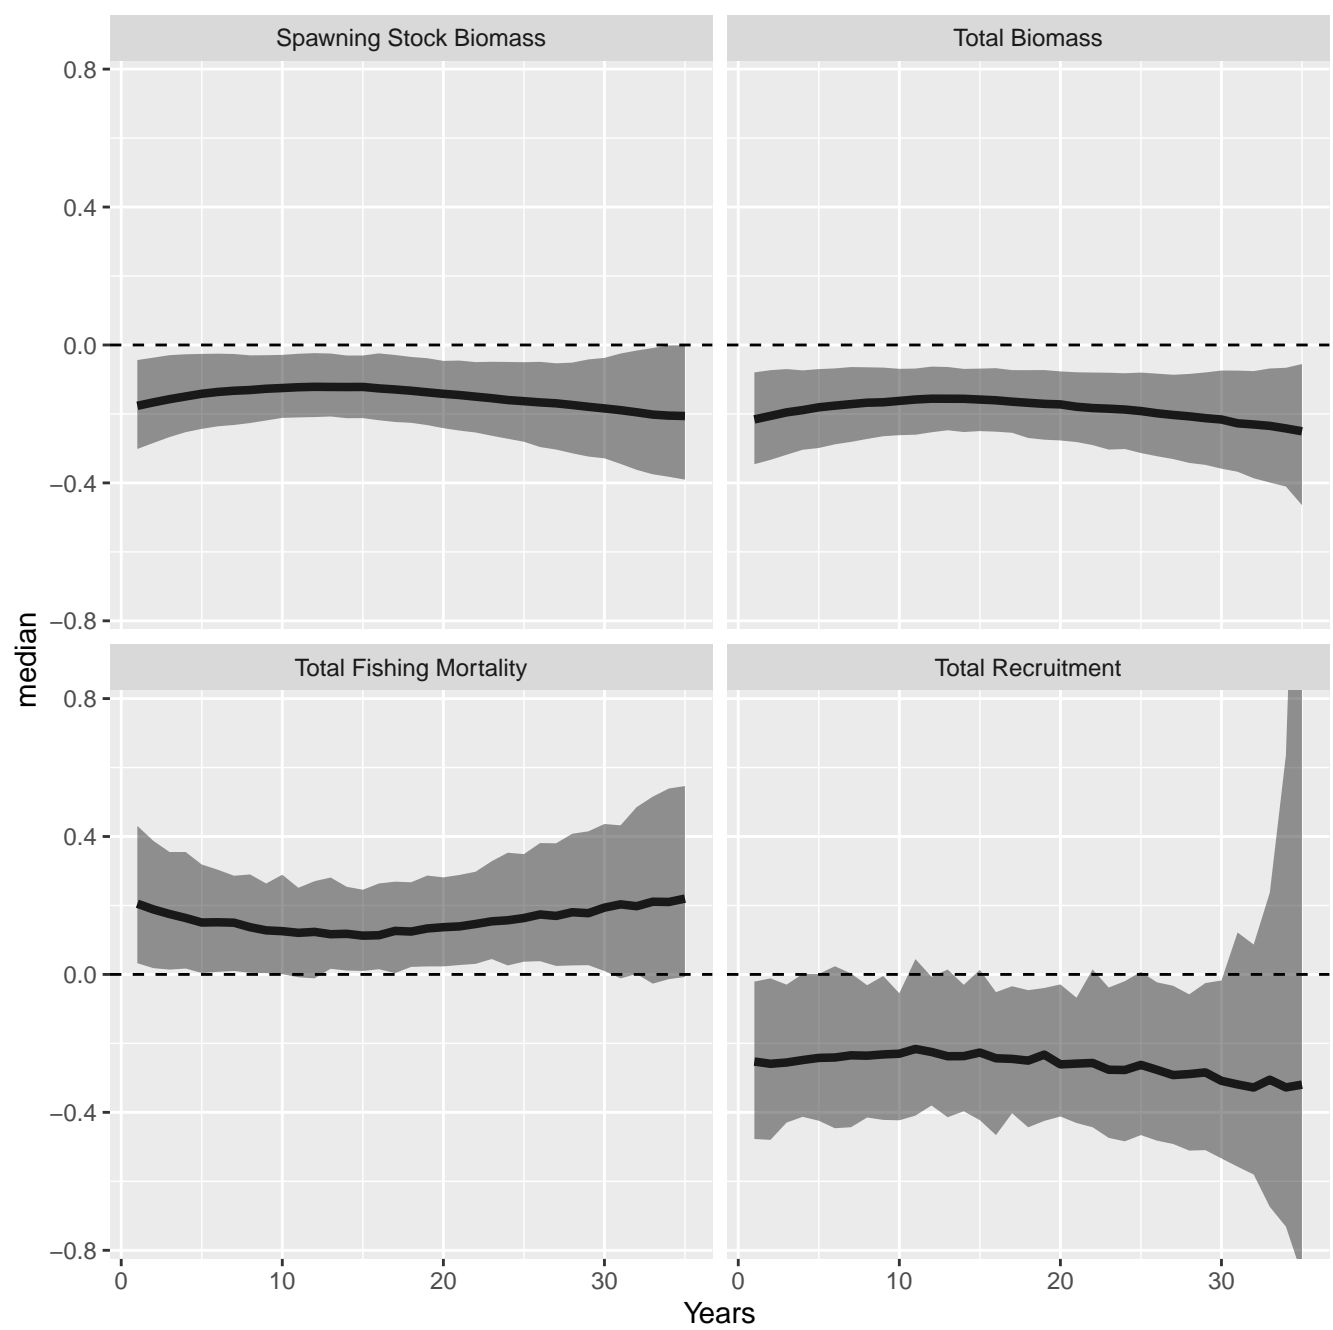 Spawning Stock Biomass
Total Biomass
0.8
0.4
0.0
−0.4
−0.8
Total Fishing Mortality
Total Recruitment
0.8
0.4
0.0
−0.4
−0.8
median
0 10 20 30
0 10 20 30
Years